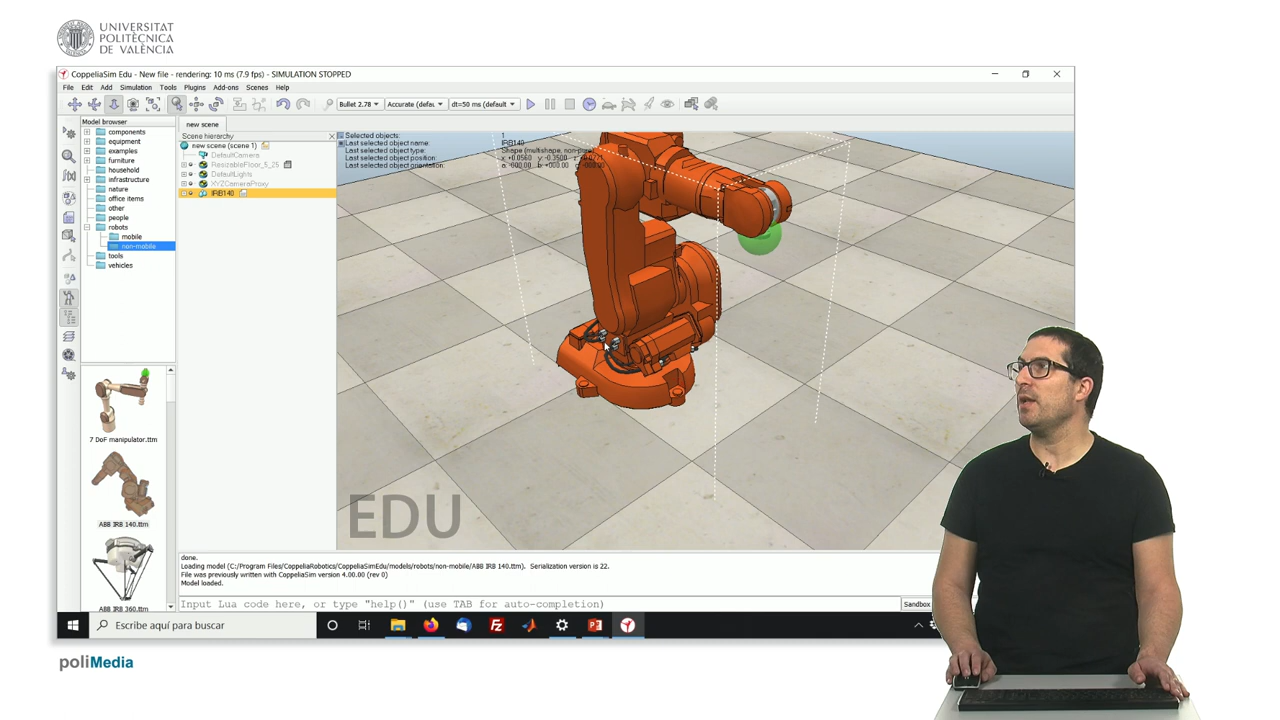 UNIVERSITAT
POLITÈCNICA
DE VALÈNCIA
CoppeliaSim Edu - New file - rendering: 10 ms (7.9 fps) - SIMULATION STOPPED
File Edit Add Simulation Tools Plugins Add-ons Scenes Help
Bullet 2.78 Accurate (defau dt=50 ms (default)
Model browser
components
equipment
examples
furniture
household
infrastructure
nature
office items
other
people
robots
mobile
non-mobile
tools
vehicles
7 DoF manipulator.ttm
ABB IRB 140.ttm
ABB IRB 360.ttm
new scene
Scene hierarchy
new scene (scene 1)
DefaultCamera
ResizableFloor_5_25
DefaultLights
XYZCameraProxy
IRB140
Selected objects: 1
Last selected object name: IRB140
Last selected object type: Shape (multishape, non-pure)
Last selected object position:
Last selected object orientation:
EDU
done.
Loading model (C:/Program Files/CoppeliaRobotics/CoppeliaSimEdu/models/robots/non-mobile/ABB IRB 140.ttm). Serialization version is 22.
File was previously written with CoppeliaSim version 4.00.00 (rev 0)
Model loaded.
Input Lua code here, or type "help()" (use TAB for auto-completion)
Sandbox
Escribe aquí para buscar
poliMedia